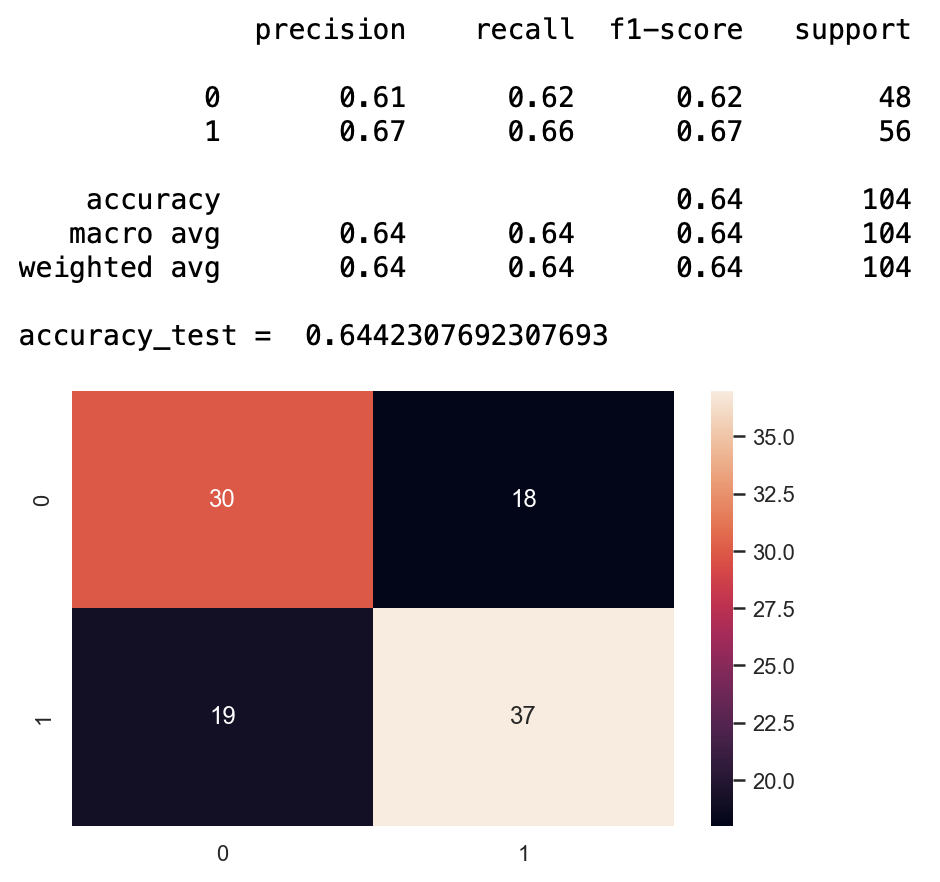 precision recall f1-score support
0 0.61 0.62 0.62 48
1 0.67 0.66 0.67 56
accuracy 0.64 104
macro avg 0.64 0.64 0.64 104
weighted avg 0.64 0.64 0.64 104
accuracy_test = 0.6442307692307693
0
30
18
1
19
37
0
1
35.0
32.5
30.0
27.5
25.0
22.5
20.0